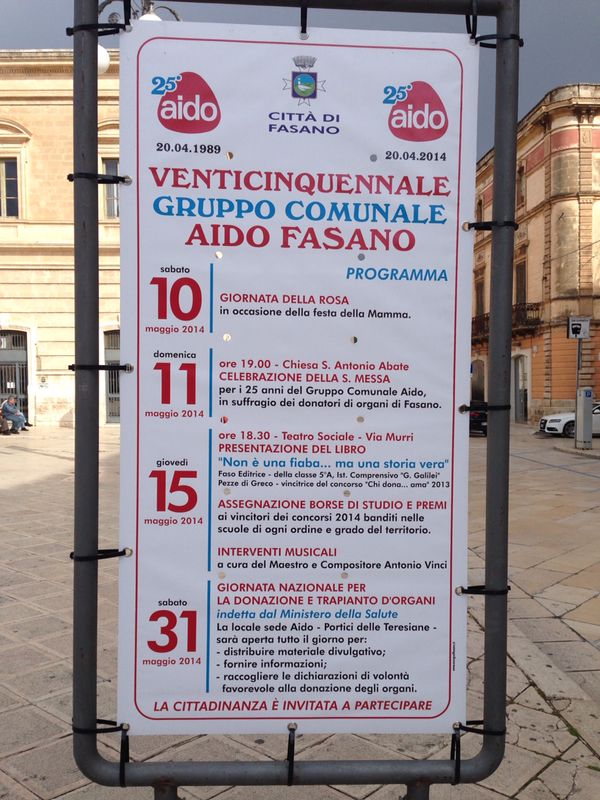 25°
aido
20.04.1989
CITTÀ DI
FASANO
25°
aido
20.04.2014
VENTICINQUENNALE
GRUPPO COMUNALE
AIDO FASANO
PROGRAMMA
sabato
10
maggio 2014
GIORNATA DELLA ROSA
in occasione della festa della Mamma.
domenica
11
maggio 2014
ore 19.00 - Chiesa S. Antonio Abate
CELEBRAZIONE DELLA S. MESSA
per i 25 anni del Gruppo Comunale Aido,
in suffragio dei donatori di organi di Fasano.
giovedì
15
maggio 2014
ore 18.30 - Teatro Sociale - Via Murri
PRESENTAZIONE DEL LIBRO
"Non è una fiaba... ma una storia vera"
Faso Editrice - della classe 5ªA, Ist. Comprensivo "G. Galilei"
Pezze di Greco - vincitrice del concorso "Chi dona... ama" 2013
ASSEGNAZIONE BORSE DI STUDIO E PREMI
ai vincitori dei concorsi 2014 banditi nelle
scuole di ogni ordine e grado del territorio.
INTERVENTI MUSICALI
a cura del Maestro e Compositore Antonio Vinci
sabato
31
maggio 2014
GIORNATA NAZIONALE PER
LA DONAZIONE E TRAPIANTO D'ORGANI
indetta dal Ministero della Salute
La locale sede Aido - Portici delle Teresiane -
sarà aperta tutto il giorno per:
- distribuire materiale divulgativo;
- fornire informazioni;
- raccogliere le dichiarazioni di volontà
favorevole alla donazione degli organi.
LA CITTADINANZA È INVITATA A PARTECIPARE